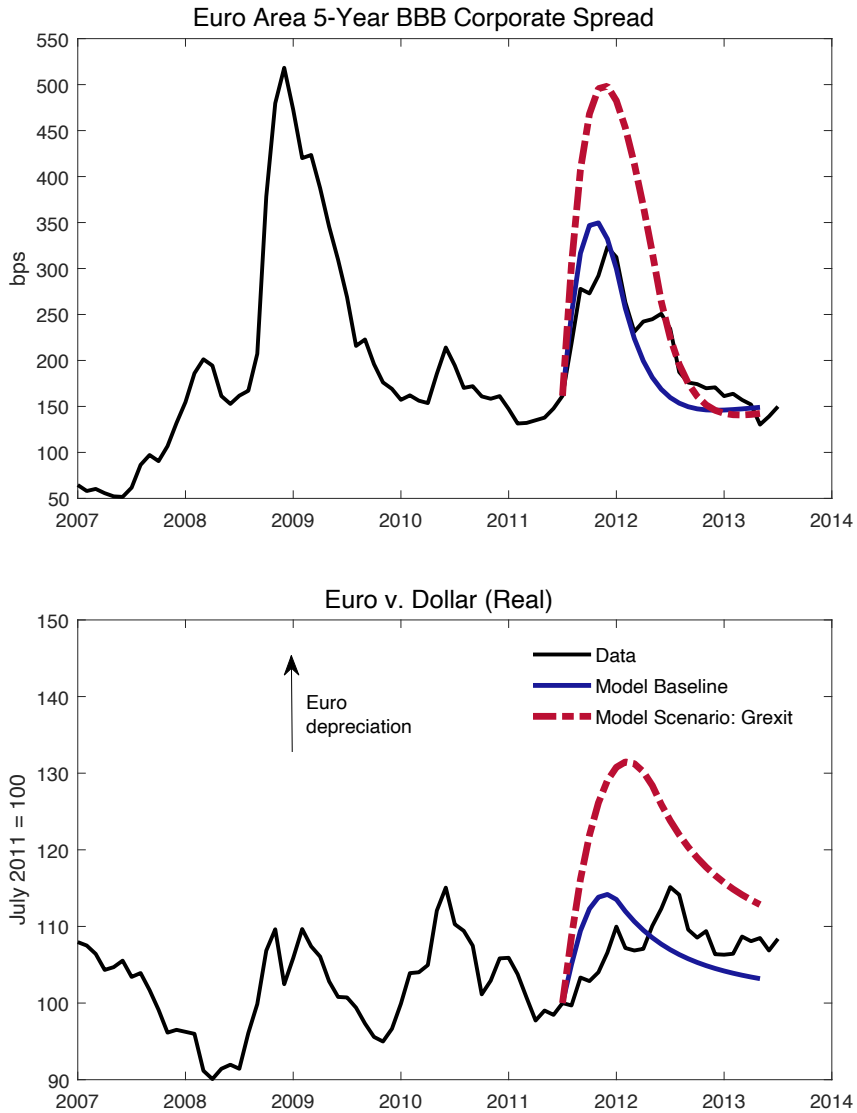 Euro Area 5-Year BBB Corporate Spread
550
500
450
400
350
300
250
200
150
100
50
bps
2007 2008 2009 2010 2011 2012 2013 2014
Euro v. Dollar (Real)
150
140
130
120
110
100
90
July 2011 = 100
Euro
depreciation
Data
Model Baseline
Model Scenario: Grexit
2007 2008 2009 2010 2011 2012 2013 2014